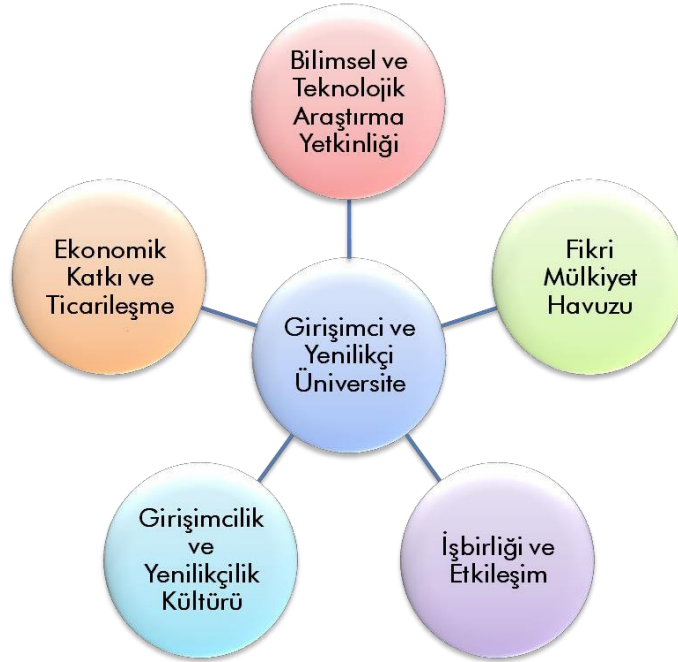 Bilimsel ve
Teknolojik
Araştırma
Yetkinliği
Ekonomik
Katkı ve
Ticarileşme
Fikri
Mülkiyet
Havuzu
Girişimci ve
Yenilikçi
Üniversite
Girişimcilik
ve
Yenilikçilik
Kültürü
İşbirliği ve
Etkileşim